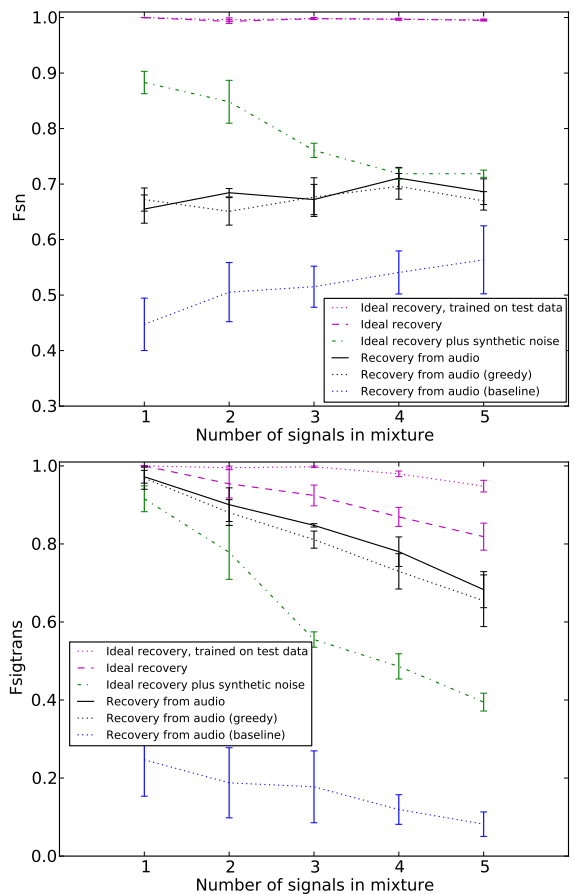 1.0
0.9
0.8
0.7
0.6
0.5
0.4
0.3
Fsn
Ideal recovery, trained on test data
Ideal recovery
Ideal recovery plus synthetic noise
Recovery from audio
Recovery from audio (greedy)
Recovery from audio (baseline)
1 2 3 4 5
Number of signals in mixture
1.0
0.8
0.6
0.4
0.2
0.0
Fsigtrans
Ideal recovery, trained on test data
Ideal recovery
Ideal recovery plus synthetic noise
Recovery from audio
Recovery from audio (greedy)
Recovery from audio (baseline)
1 2 3 4 5
Number of signals in mixture